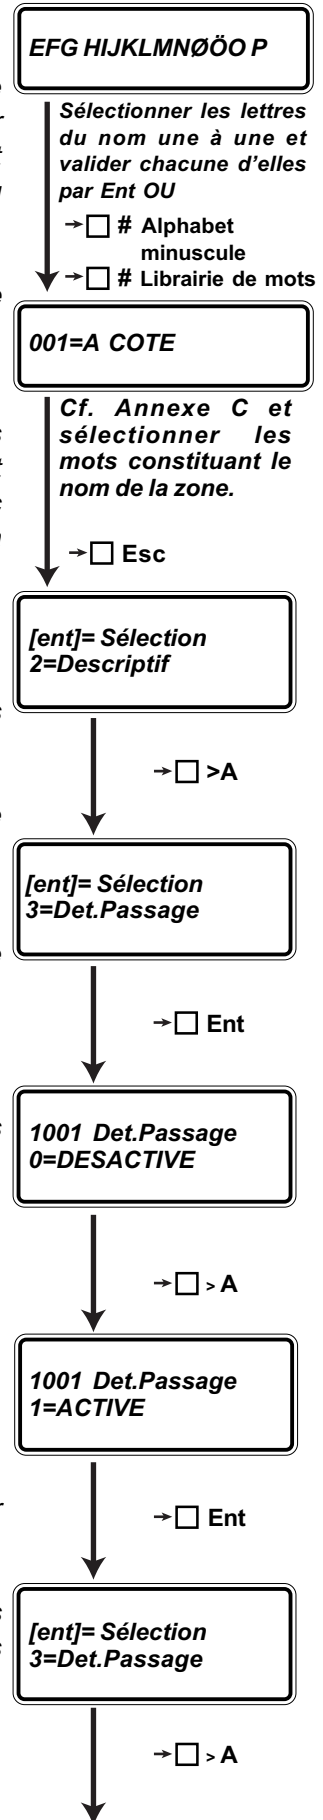 EFG HIJKLMNØÖO P
Sélectionner les lettres
du nom une à une et
valider chacune d'elles
par Ent OU
→□ # Alphabet
minuscule
→□ # Librairie de mots
001=A COTE
Cf. Annexe C et
sélectionner les
mots constituant le
nom de la zone.
→□ Esc
[ent]= Sélection
2=Descriptif
→□ >A
[ent]= Sélection
3=Det.Passage
→□ Ent
1001 Det.Passage
0=DESACTIVE
→□ > A
1001 Det.Passage
1=ACTIVE
→□ Ent
[ent]= Sélection
3=Det.Passage
→□ > A